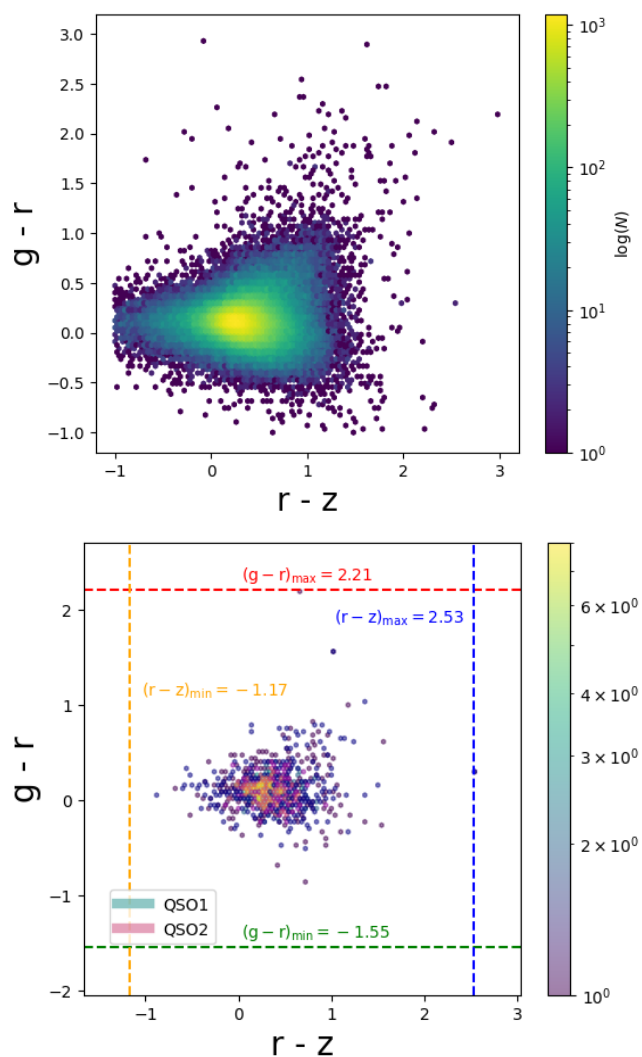 3.0
2.5
2.0
1.5
1.0
0.5
0.0
−0.5
−1.0
g - r
−1
0
1
2
3
r - z
10³
10²
10¹
10⁰
log(N)
(g − r)max = 2.21
(r − z)max = 2.53
(r − z)min = − 1.17
(g − r)min = − 1.55
QSO1
QSO2
2
1
0
−1
−2
g - r
−1
0
1
2
3
r - z
6 × 10⁰
4 × 10⁰
3 × 10⁰
2 × 10⁰
10⁰